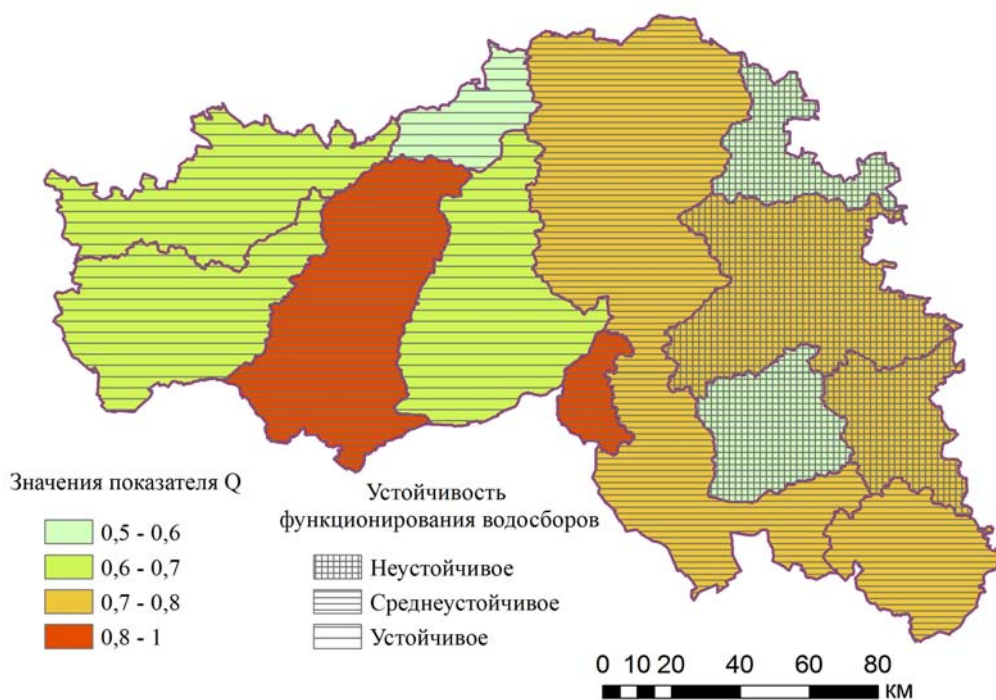 Значения показателя Q
0,5 - 0,6
0,6 - 0,7
0,7 - 0,8
0,8 - 1
Устойчивость
функционирования водосборов
Неустойчивое
Среднеустойчивое
Устойчивое
0 10 20 40 60 80
км